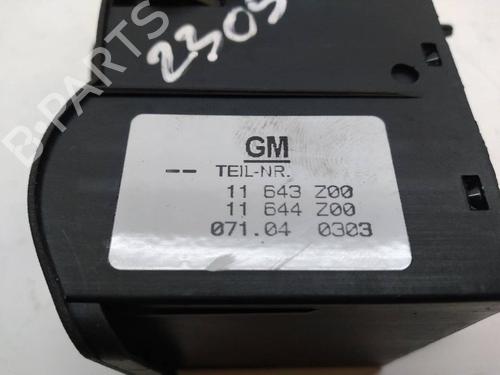 2309
B-PARTS
GM
-- TEIL-NR.
11 643 Z00
11 644 Z00
071.04 0303